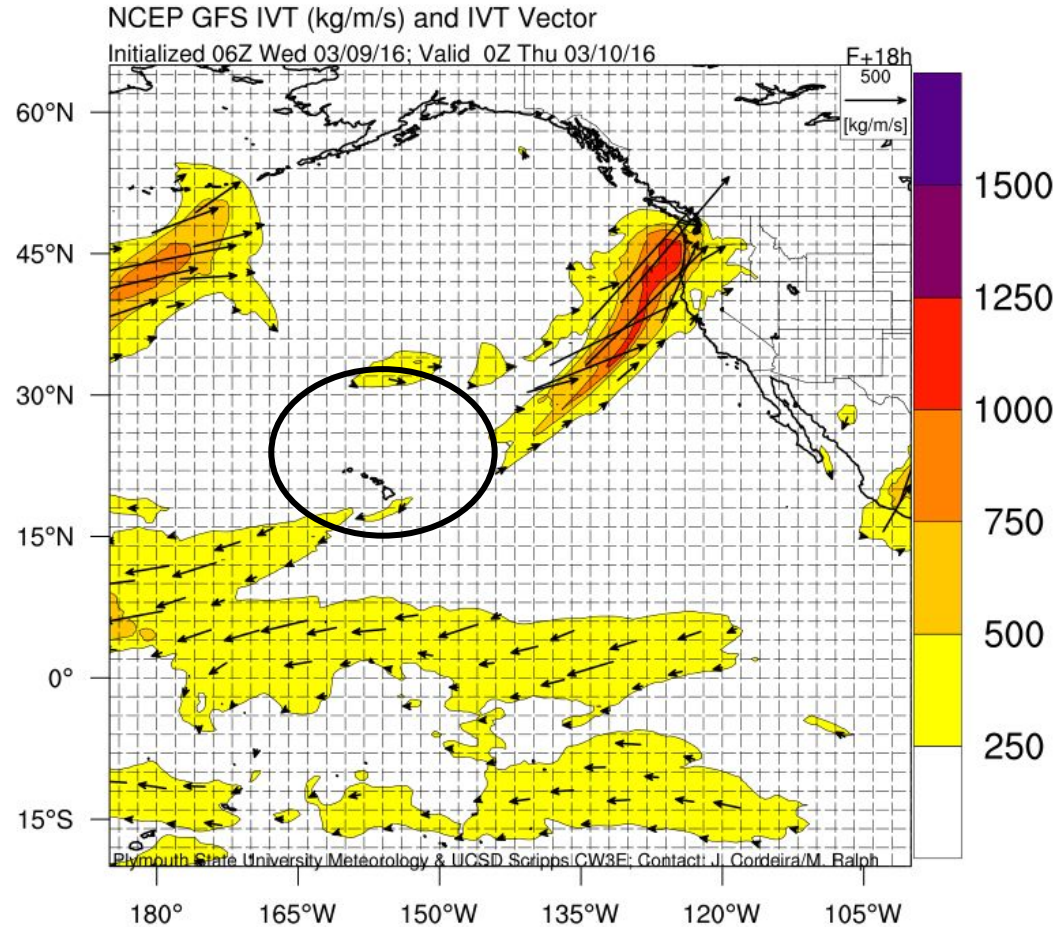 NCEP GFS IVT (kg/m/s) and IVT Vector
Initialized 06Z Wed 03/09/16; Valid 0Z Thu 03/10/16 F+18h
500
[kg/m/s]
60°N
45°N
30°N
15°N
0°
15°S
1500
1250
1000
750
500
250
Plymouth State University Meteorology & UCSD Scripps CW3E; Contact: J. Cordeira/M. Ralph
180° 165°W 150°W 135°W 120°W 105°W